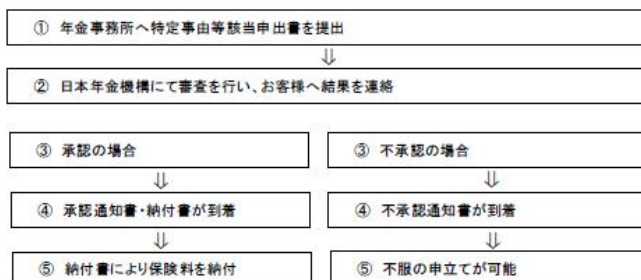 ① 年金事務所へ特定事由等該当申出書を提出
⇓
② 日本年金機構にて審査を行い、お客様へ結果を連絡
③ 承認の場合
⇓
④ 承認通知書・納付書が到着
⇓
⑤ 納付書により保険料を納付
③ 不承認の場合
⇓
④ 不承認通知書が到着
⇓
⑤ 不服の申立てが可能